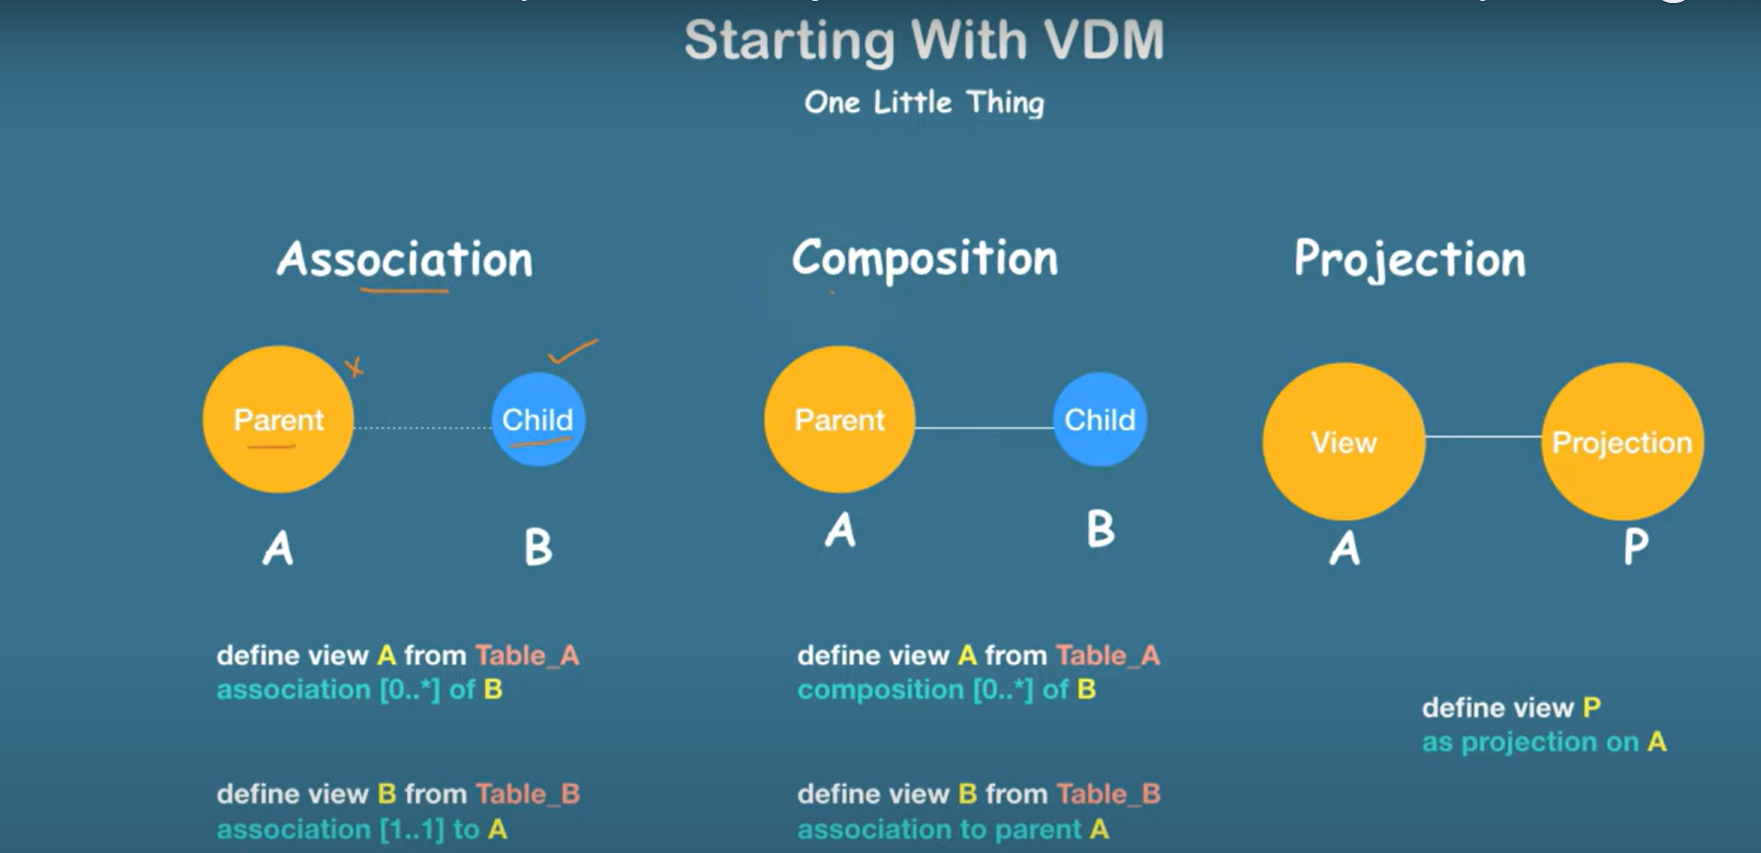 Starting With VDM
One Little Thing
Association
Parent
Child
A
B
define view A from Table_A
association [0..*] of B
define view B from Table_B
association [1..1] to A
Composition
Parent
Child
A
B
define view A from Table_A
composition [0..*] of B
define view B from Table_B
association to parent A
Projection
View
Projection
A
P
define view P
as projection on A